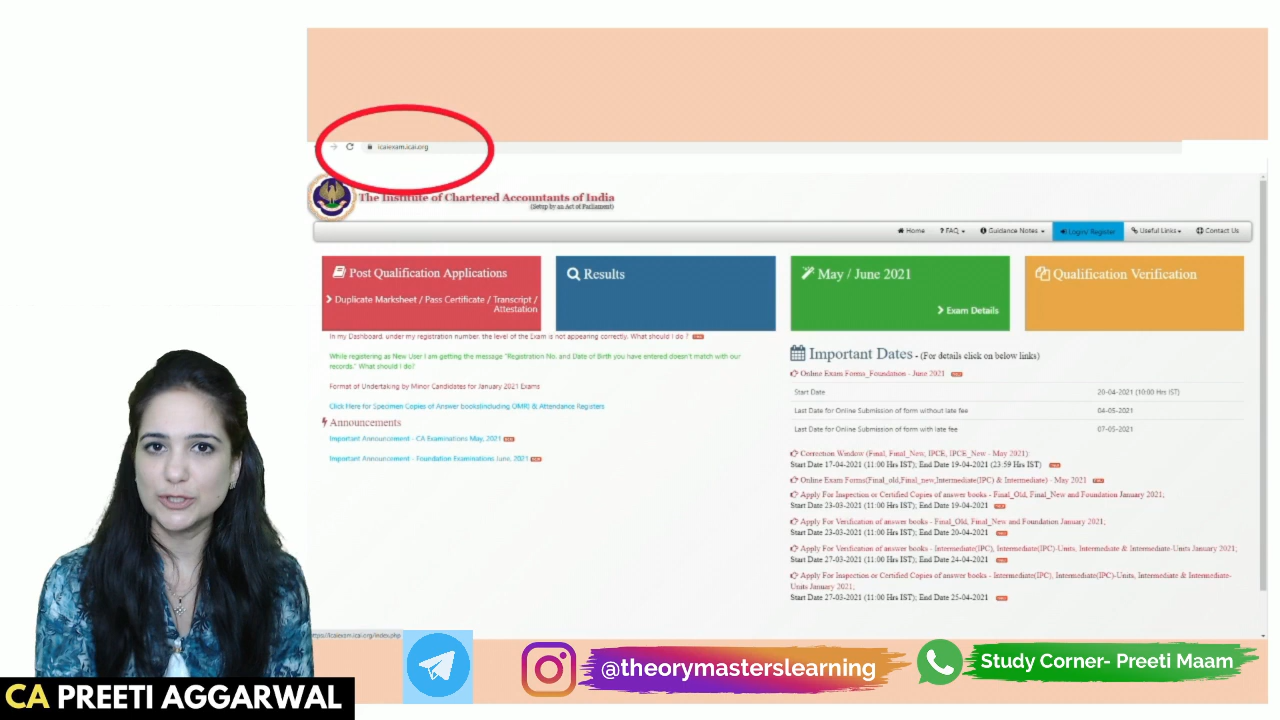 icaiexam.icai.org
The Institute of Chartered Accountants of India
(Setup by an Act of Parliament)
Home
? FAQ
Guidance Notes
Login/ Register
Useful Links
Contact Us
Post Qualification Applications
Duplicate Marksheet / Pass Certificate / Transcript /
Attestation
Results
May / June 2021
Exam Details
Qualification Verification
In my Dashboard, under my registration number, the level of the Exam is not appearing correctly. What should I do ?
While registering as New User I am getting the message "Registration No. and Date of Birth you have entered doesn't match with our
records." What should I do?
Format of Undertaking by Minor Candidates for January 2021 Exams
Click Here for Specimen Copies of Answer books(including OMR) & Attendance Registers
Announcements
Important Announcement - CA Examinations May, 2021
Important Announcement - Foundation Examinations June, 2021
Important Dates - (For details click on below links)
Online Exam Forms_Foundation - June 2021
Start Date 20-04-2021 (10:00 Hrs IST)
Last Date for Online Submission of form without late fee 04-05-2021
Last Date for Online Submission of form with late fee 07-05-2021
Correction Window (Final, Final_New, IPCE, IPCE_New - May 2021)
Start Date 17-04-2021 (11:00 Hrs IST); End Date 19-04-2021 (23:59 Hrs IST)
Online Exam Forms(Final_old,Final_new,Intermediate(IPC) & Intermediate) - May 2021
Apply For Inspection or Certified Copies of answer books - Final_Old, Final_New and Foundation January 2021;
Start Date 23-03-2021 (11:00 Hrs IST); End Date 19-04-2021
Apply For Verification of answer books - Final_Old, Final_New and Foundation January 2021;
Start Date 23-03-2021 (11:00 Hrs IST); End Date 20-04-2021
Apply For Verification of answer books - Intermediate(IPC), Intermediate(IPC)-Units, Intermediate & Intermediate-Units January 2021;
Start Date 27-03-2021 (11:00 Hrs IST); End Date 24-04-2021
Apply For Inspection or Certified Copies of answer books - Intermediate(IPC), Intermediate(IPC)-Units, Intermediate & Intermediate-
Units January 2021;
Start Date 27-03-2021 (11:00 Hrs IST); End Date 25-04-2021
https://icaiexam.icai.org/index.php
@theorymasterslearning
Study Corner- Preeti Maam
CA PREETI AGGARWAL